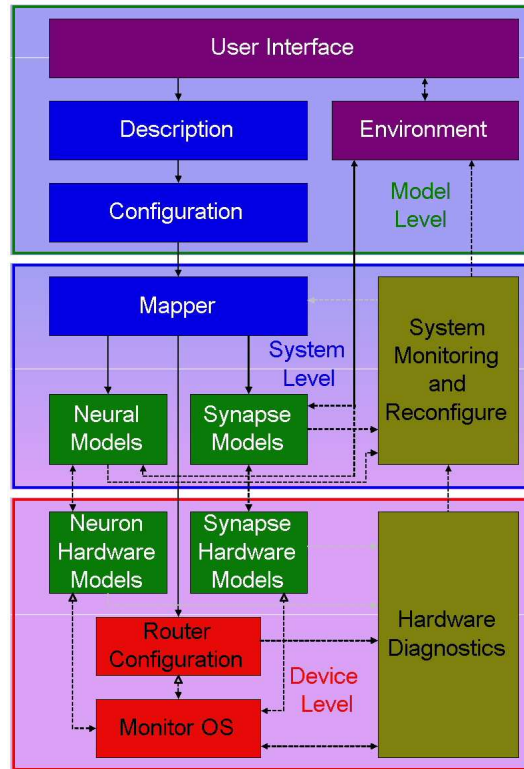 User Interface
Description
Environment
Configuration
Model
Level
Mapper
System
Level
System
Monitoring
and
Reconfigure
Neural
Models
Synapse
Models
Neuron
Hardware
Models
Synapse
Hardware
Models
Hardware
Diagnostics
Router
Configuration
Device
Level
Monitor OS